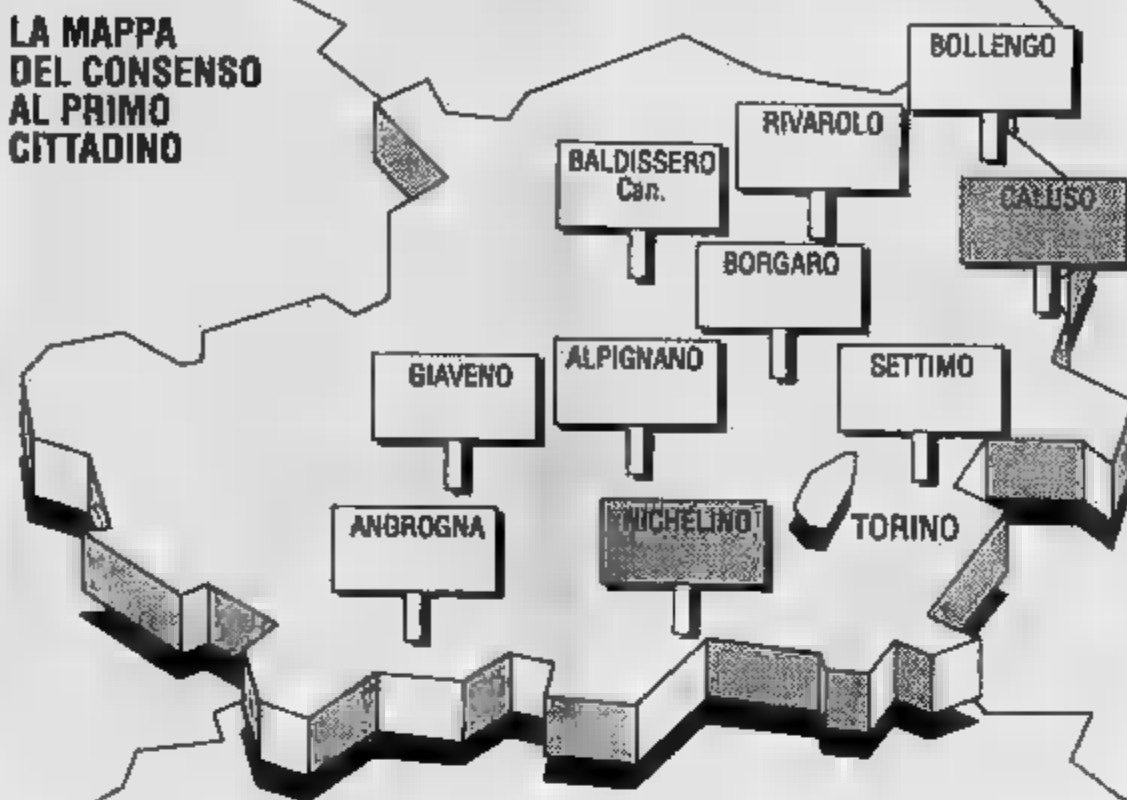 LA MAPPA
DEL CONSENSO
AL PRIMO
CITTADINO
BOLLENGO
RIVAROLO
BALDISSERO
Can.
CALUSO
BORGARO
GIAVENO
ALPIGNANO
SETTIMO
ANGROGNA
NICHELINO
TORINO